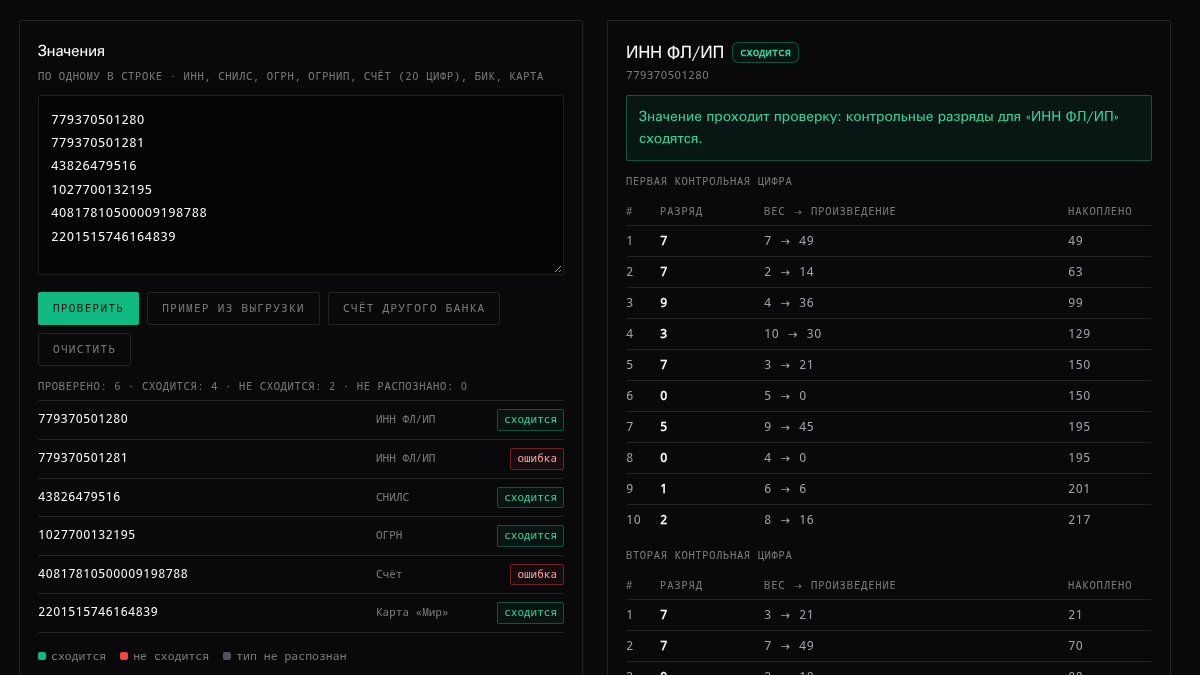 Значения
ПО ОДНОМУ В СТРОКЕ · ИНН, СНИЛС, ОГРН, ОГРНИП, СЧЁТ (20 ЦИФР), БИК, КАРТА
779370501280
779370501281
43826479516
1027700132195
40817810500009198788
2201515746164839
ПРОВЕРИТЬ
ПРИМЕР ИЗ ВЫГРУЗКИ
СЧЁТ ДРУГОГО БАНКА
ОЧИСТИТЬ
ПРОВЕРЕНО: 6 · СХОДИТСЯ: 4 · НЕ СХОДИТСЯ: 2 · НЕ РАСПОЗНАНО: 0
779370501280 ИНН ФЛ/ИП сходится
779370501281 ИНН ФЛ/ИП ошибка
43826479516 СНИЛС сходится
1027700132195 ОГРН сходится
40817810500009198788 Счёт ошибка
2201515746164839 Карта «Мир» сходится
сходится не сходится тип не распознан
ИНН ФЛ/ИП сходится
779370501280
Значение проходит проверку: контрольные разряды для «ИНН ФЛ/ИП»
сходятся.
ПЕРВАЯ КОНТРОЛЬНАЯ ЦИФРА
# РАЗРЯД ВЕС → ПРОИЗВЕДЕНИЕ НАКОПЛЕНО
1 7 7 → 49 49
2 7 2 → 14 63
3 9 4 → 36 99
4 3 10 → 30 129
5 7 3 → 21 150
6 0 5 → 0 150
7 5 9 → 45 195
8 0 4 → 0 195
9 1 6 → 6 201
10 2 8 → 16 217
ВТОРАЯ КОНТРОЛЬНАЯ ЦИФРА
# РАЗРЯД ВЕС → ПРОИЗВЕДЕНИЕ НАКОПЛЕНО
1 7 3 → 21 21
2 7 7 → 49 70